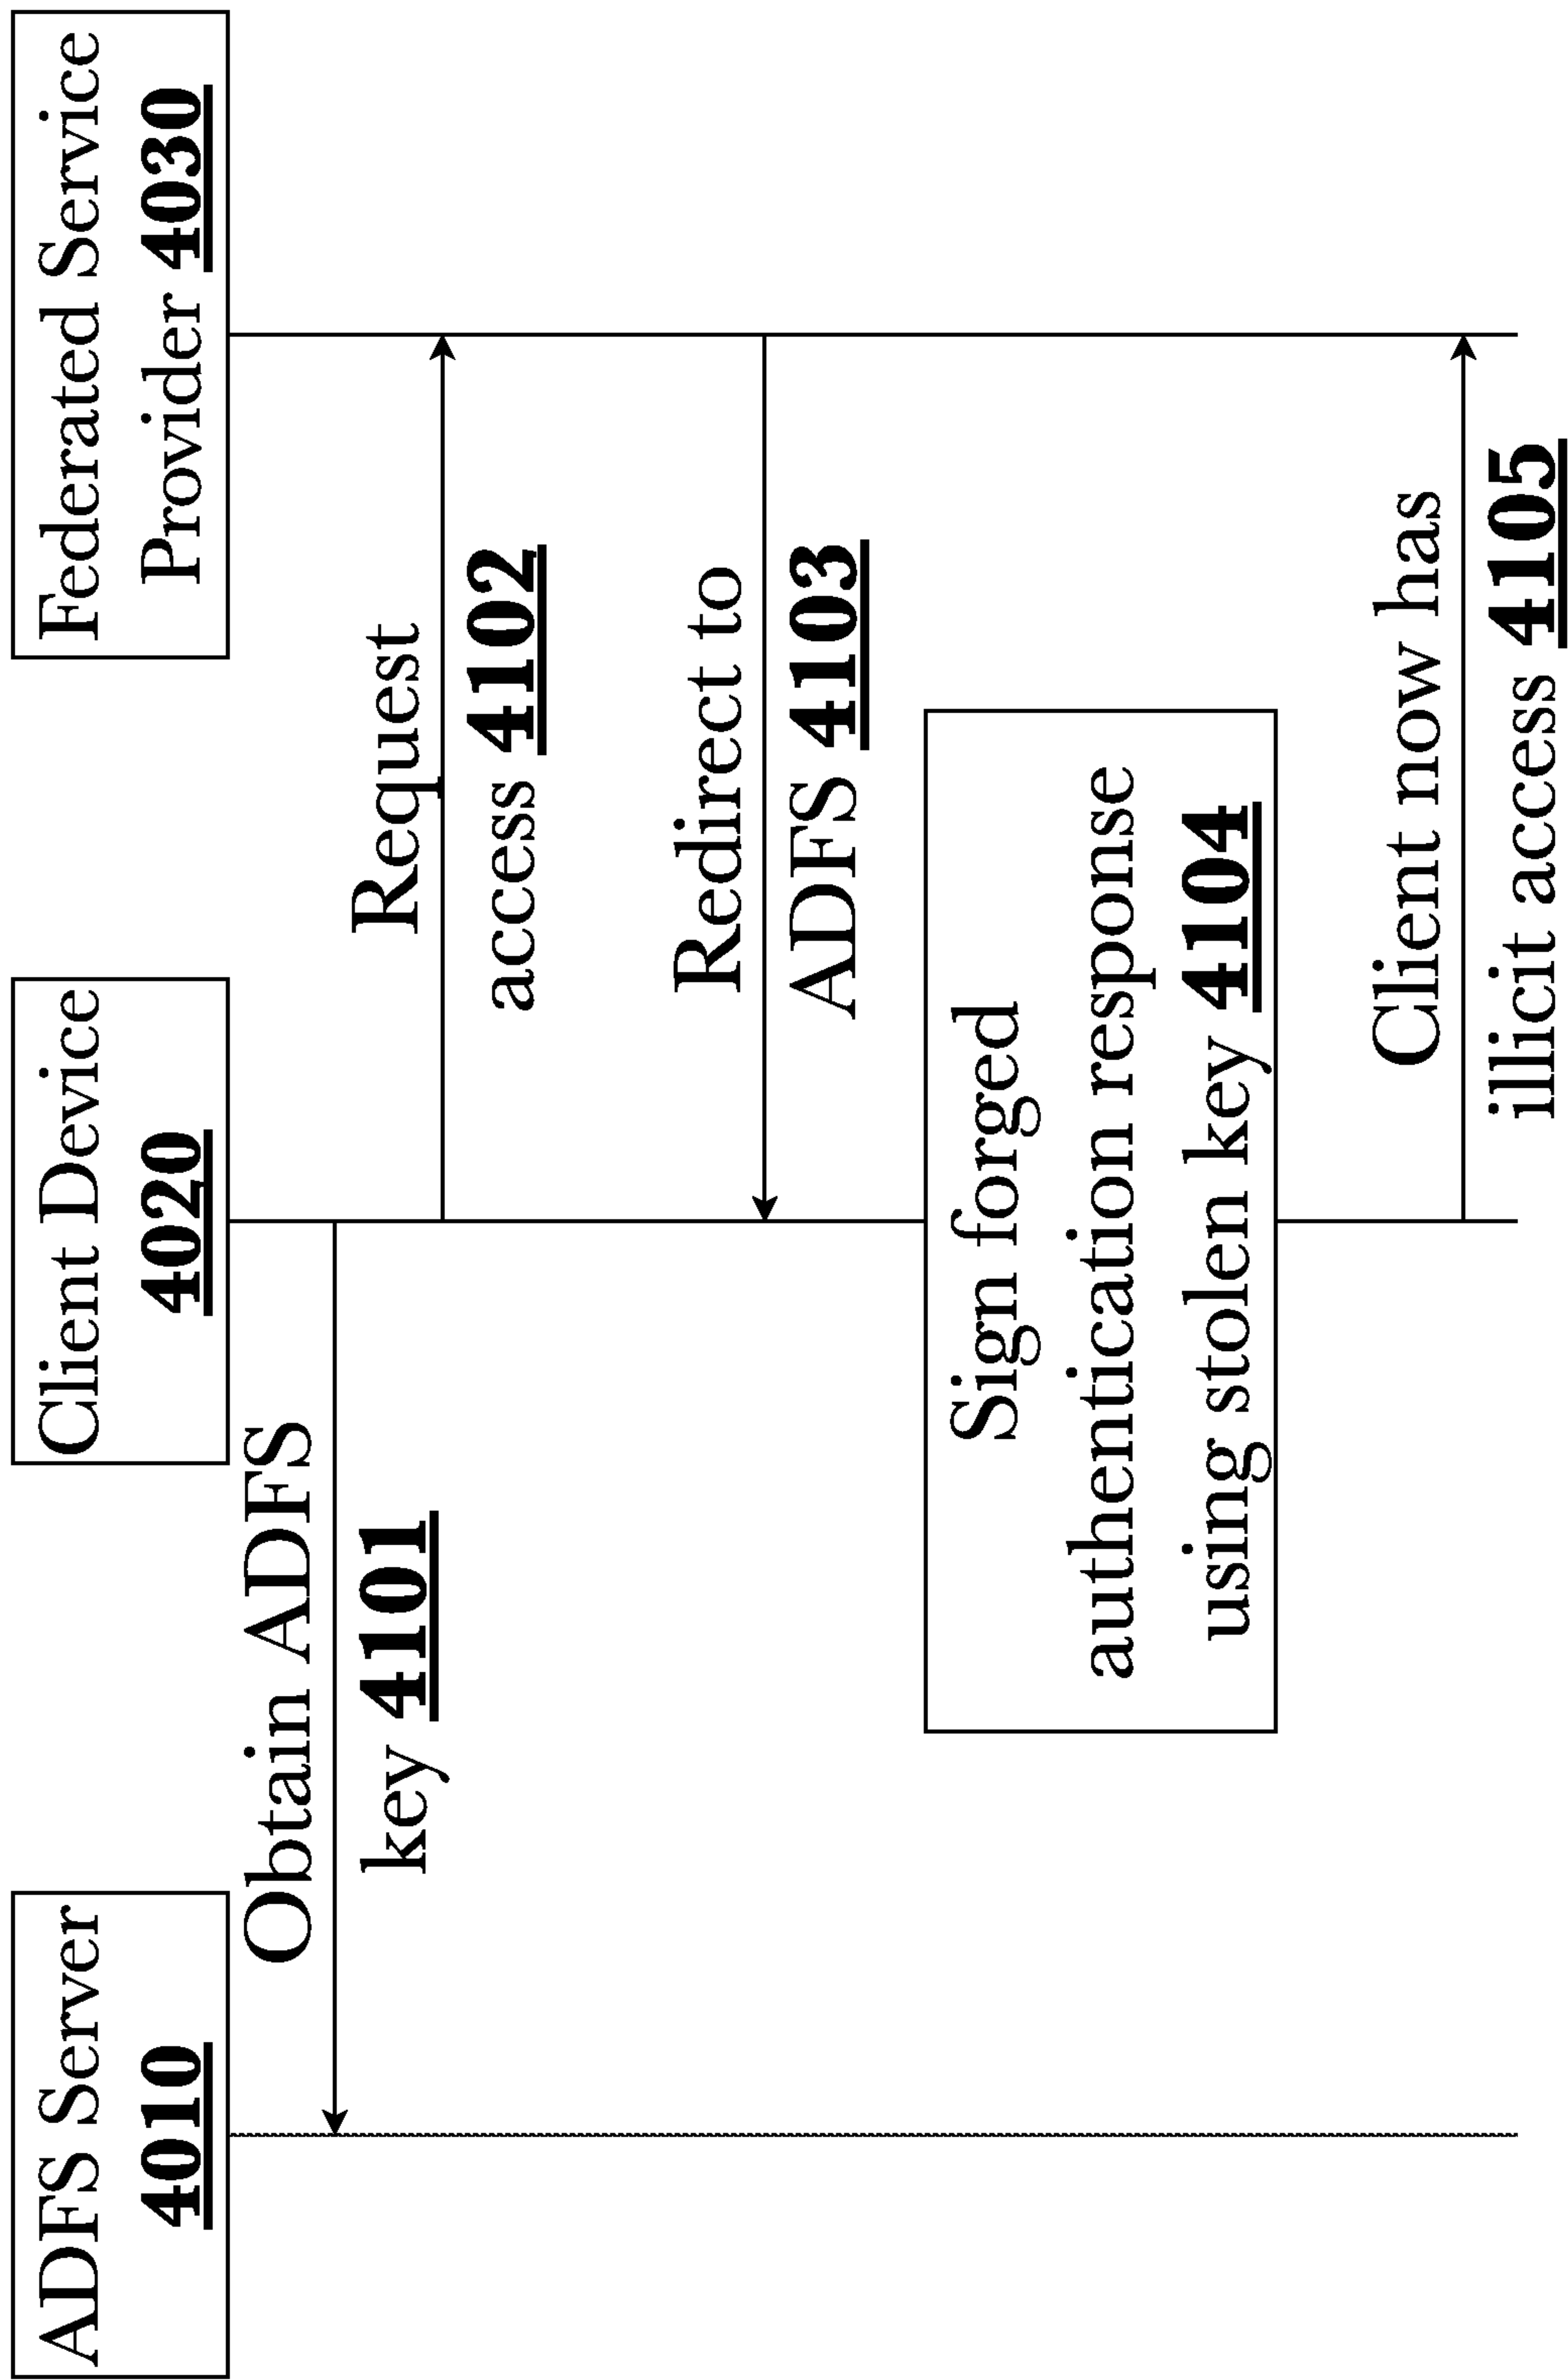 ADFS Server
4010
Client Device
4020
Federated Service
Provider 4030
Obtain ADFS
key 4101
Request
access 4102
Redirect to
ADFS 4103
Sign forged
authentication response
using stolen key 4104
Client now has
illicit access 4105